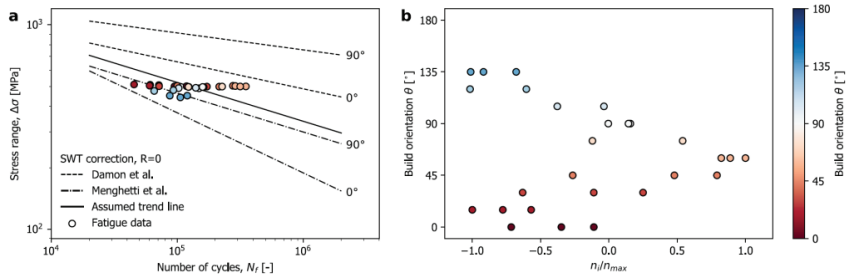 a
10³
10²
10⁴
10⁵
10⁶
Stress range, Δσ [MPa]
Number of cycles, N_f [-]
90°
0°
90°
0°
SWT correction, R=0
Damon et al.
Menghetti et al.
Assumed trend line
Fatigue data
b
180
135
90
45
0
Build orientation θ [°]
-1.0
-0.5
0.0
0.5
1.0
n_i/n_max
180
135
90
45
0
Build orientation θ [°]